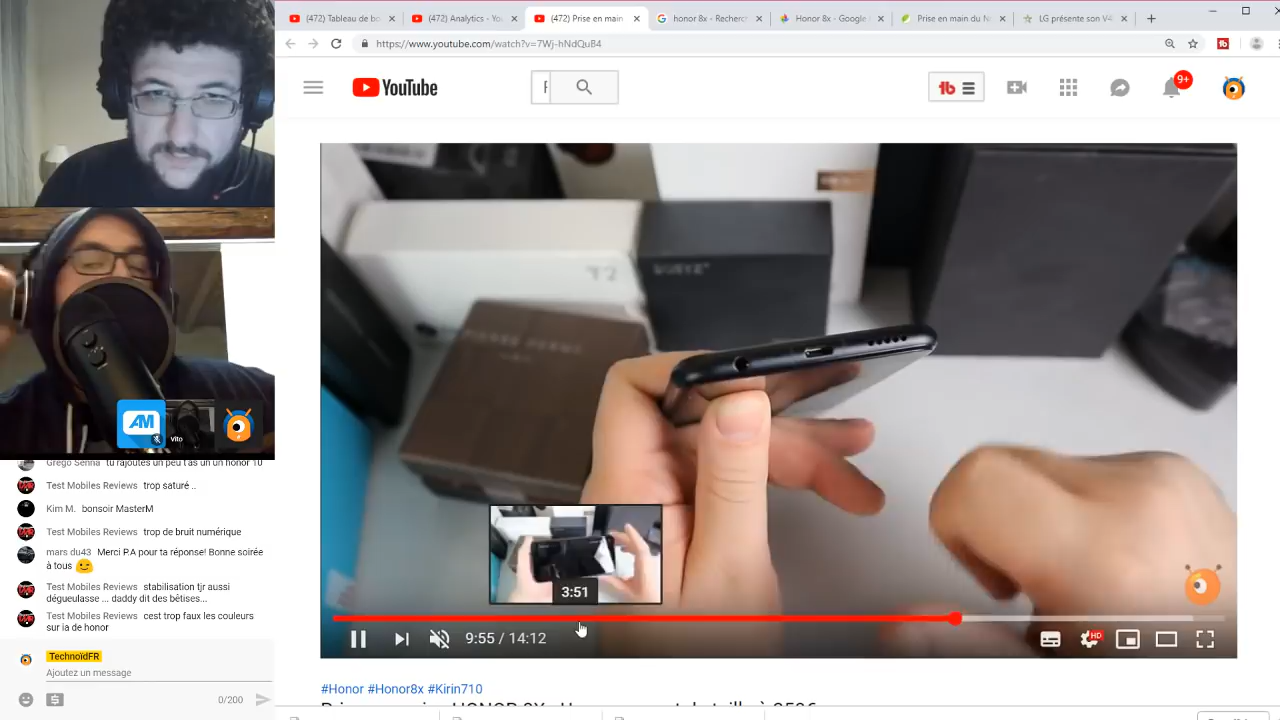 (472) Tableau de bo
(472) Analytics - You
(472) Prise en main
honor 8x - Recherc
Honor 8x - Google
Prise en main du N
LG présente son V4
https://www.youtube.com/watch?v=7Wj-hNdQuB4
YouTube
9+
3:51
9:55 / 14:12
HD
#Honor #Honor8x #Kirin710
AM
Vito
Grego Senna tu rajoutes un peu t'as un un honor 10
Test Mobiles Reviews trop saturé ..
Kim M. bonsoir MasterM
Test Mobiles Reviews trop de bruit numérique
mars du43 Merci P.A pour ta réponse! Bonne soirée
à tous
Test Mobiles Reviews stabilisation tjr aussi
dégueulasse ... daddy dit des bêtises...
Test Mobiles Reviews cest trop faux les couleurs
sur ia de honor
TechnoïdFR
Ajoutez un message
0/200